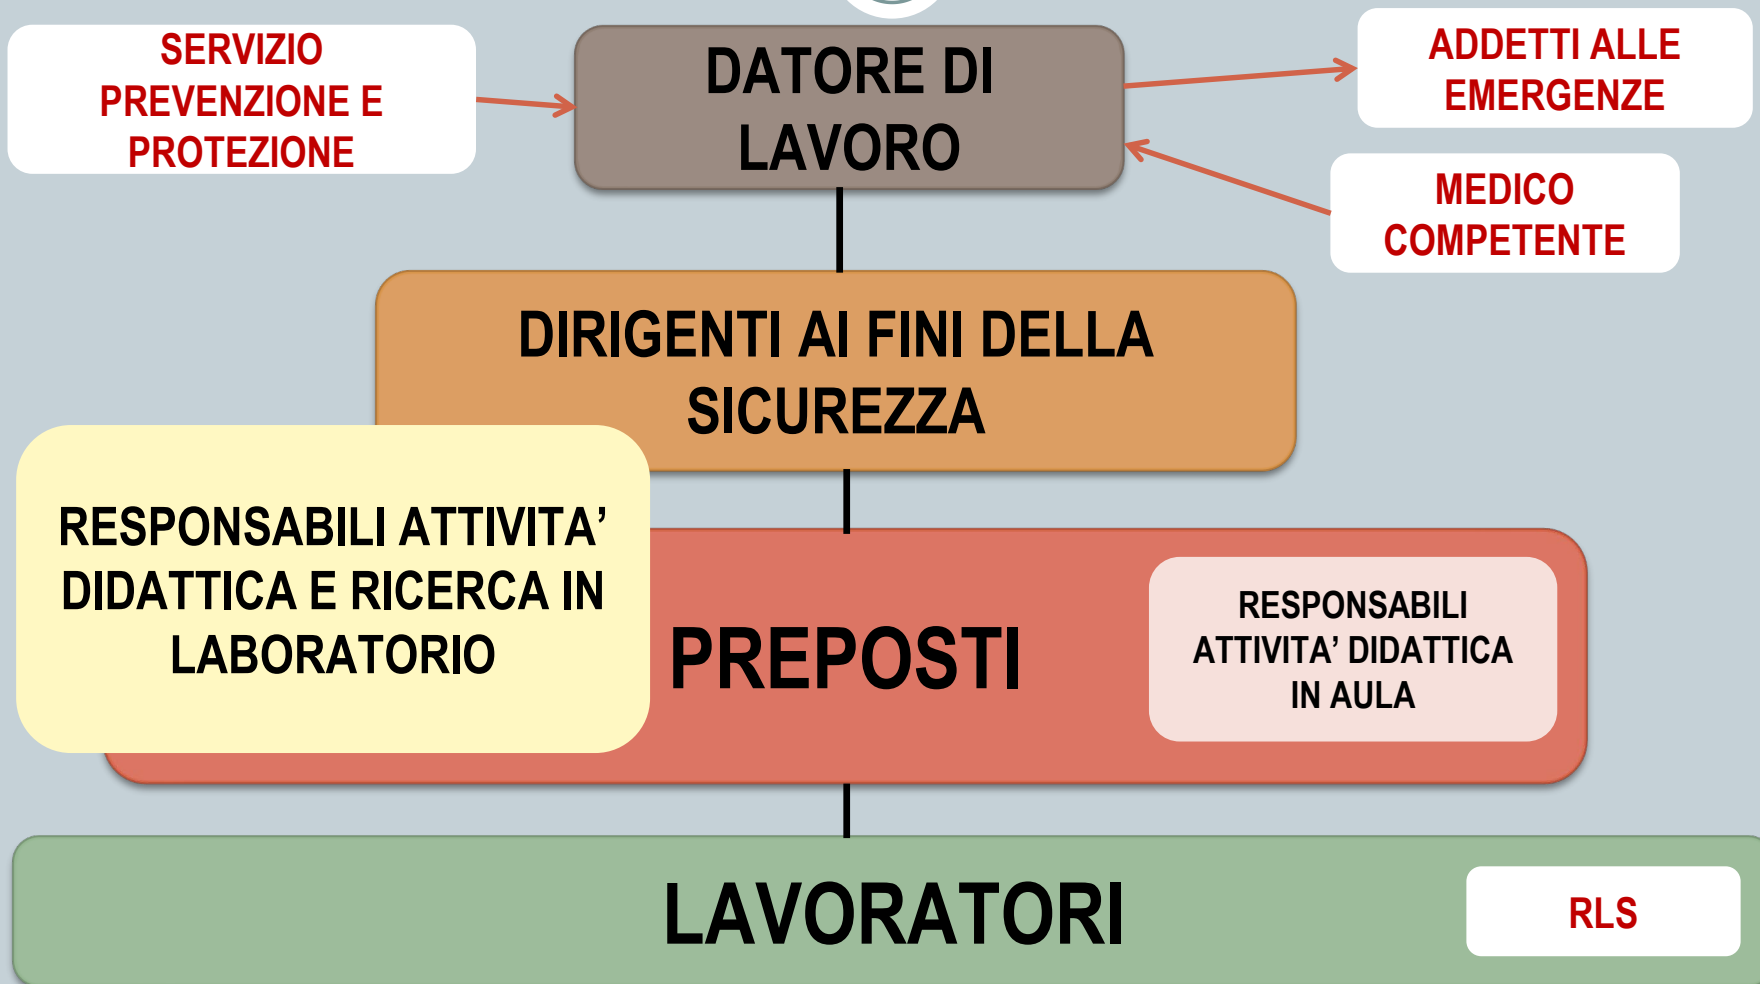 SERVIZIO
PREVENZIONE E
PROTEZIONE
DATORE DI
LAVORO
ADDETTI ALLE
EMERGENZE
MEDICO
COMPETENTE
DIRIGENTI AI FINI DELLA
SICUREZZA
RESPONSABILI ATTIVITA’
DIDATTICA E RICERCA IN
LABORATORIO
PREPOSTI
RESPONSABILI
ATTIVITA’ DIDATTICA
IN AULA
LAVORATORI
RLS